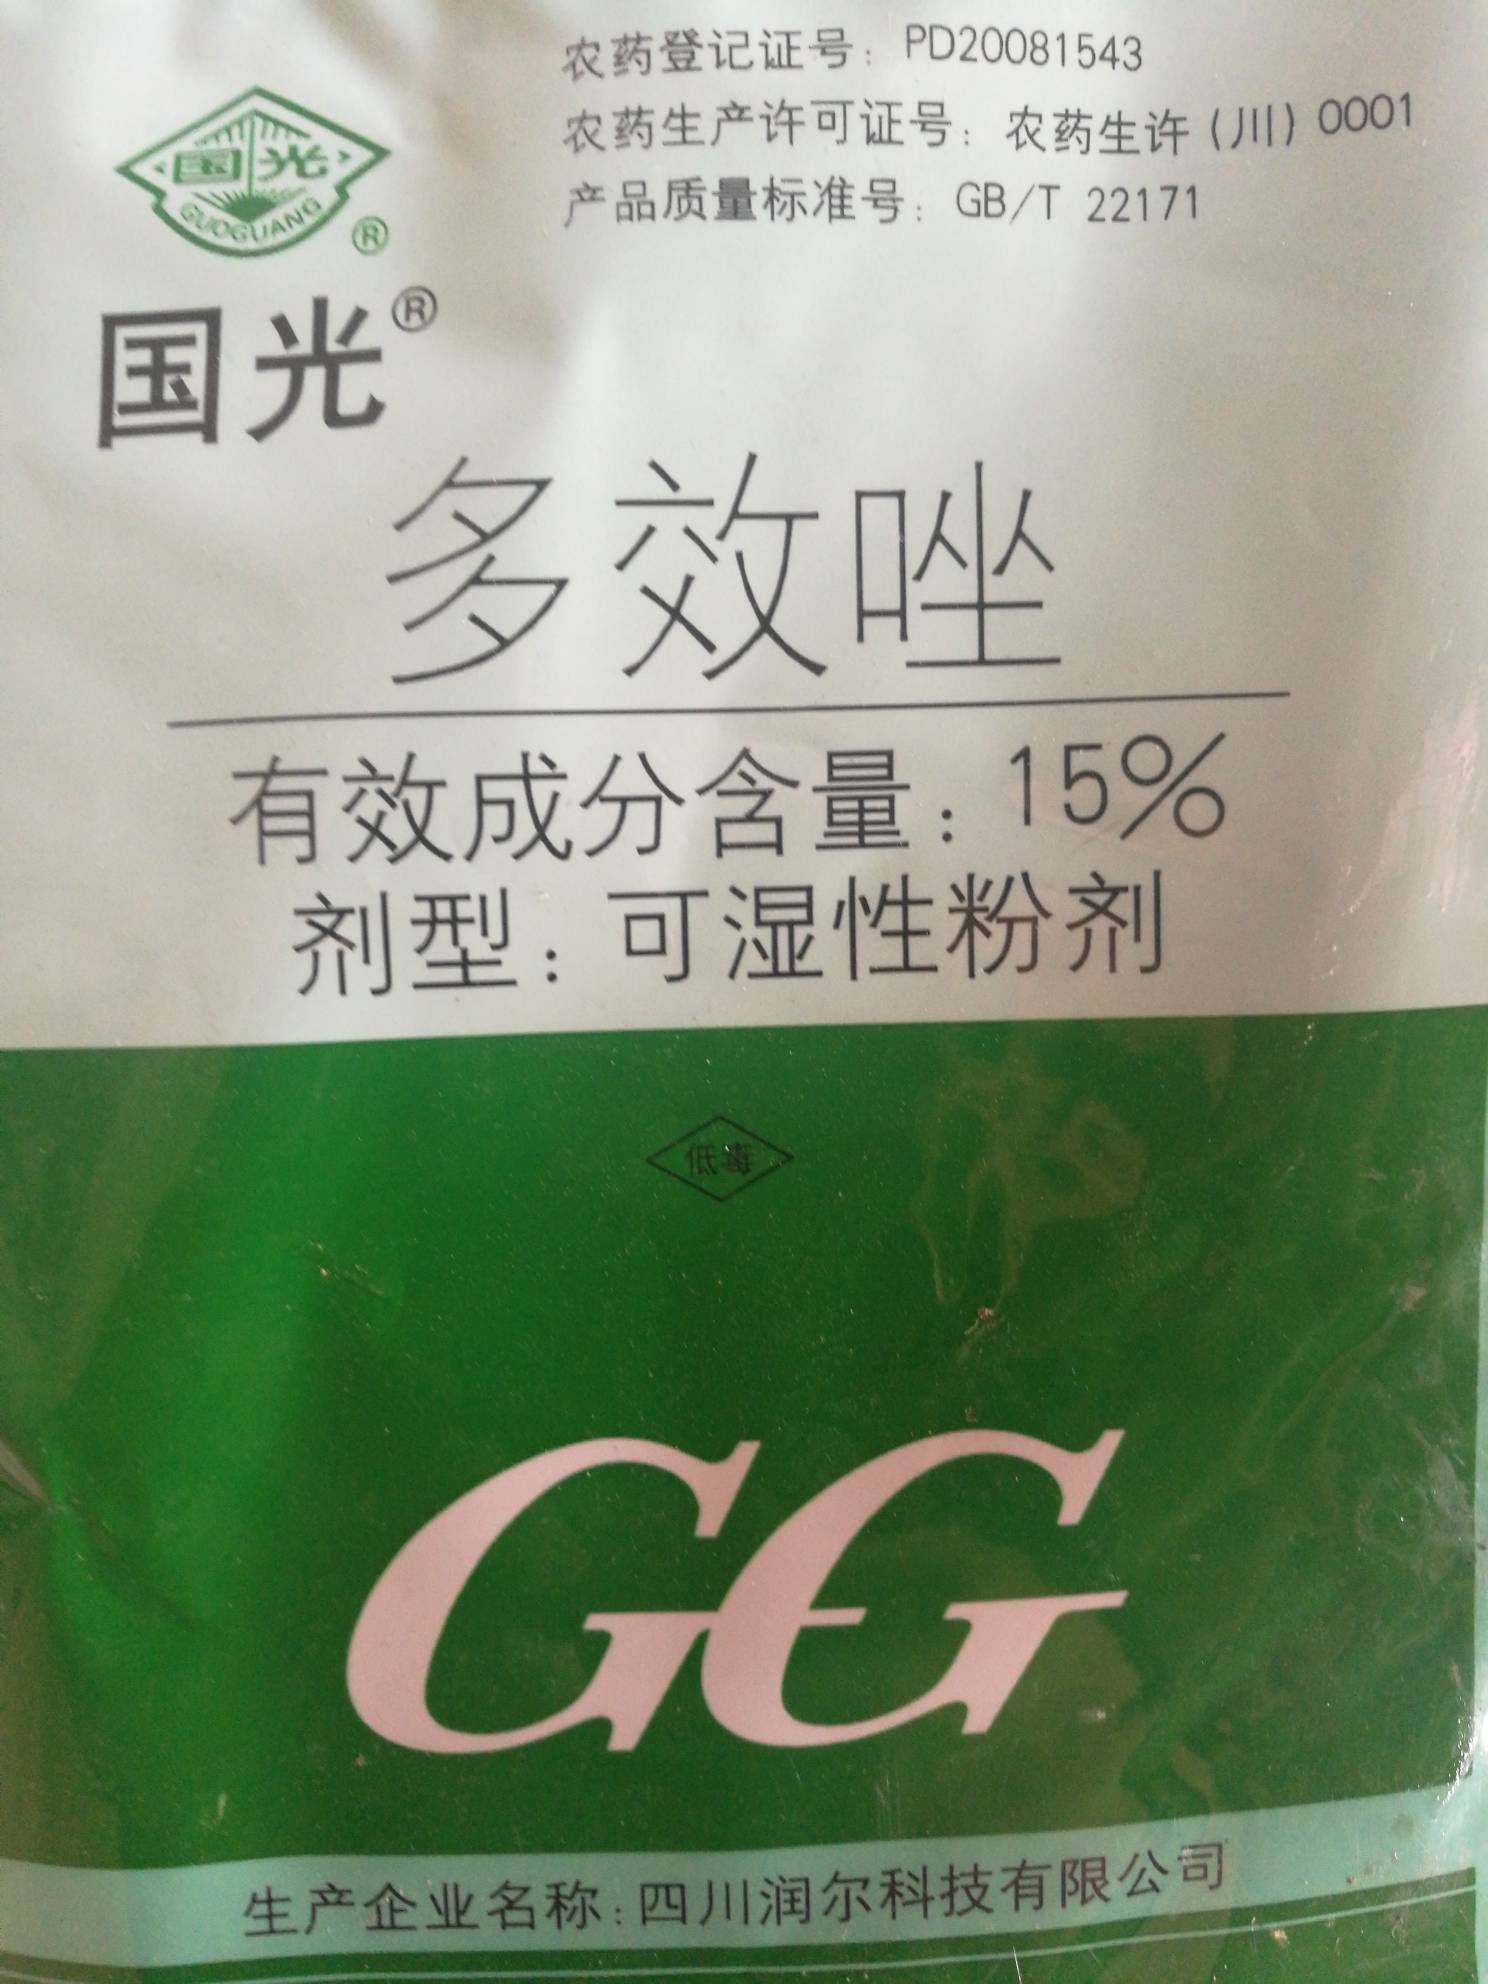 农药登记证号：PD20081543
农药生产许可证号：农药生许(川)0001
产品质量标准号：GB/T 22171
国光
GUOGUANG
®
国光®
多效唑
有效成分含量：15%
剂型：可湿性粉剂
低毒
GG
生产企业名称：四川润尔科技有限公司